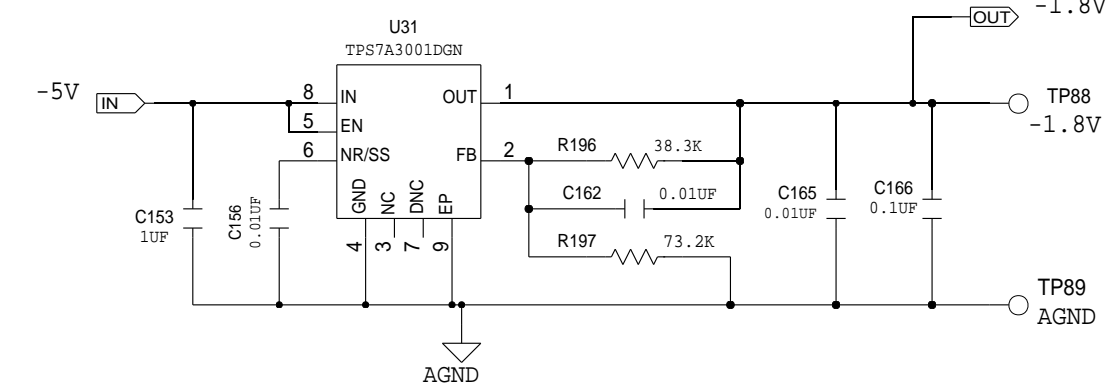 -1.8V
OUT
U31
TPS7A3001DGN
-5V
IN
8
IN
OUT
1
TP88
-1.8V
5
EN
6
NR/SS
FB
2
R196
38.3K
C162
0.01UF
C165
0.01UF
C166
0.1UF
C153
1UF
C156
0.01UF
GND
NC
DNC
EP
4
3
7
9
R197
73.2K
TP89
AGND
AGND